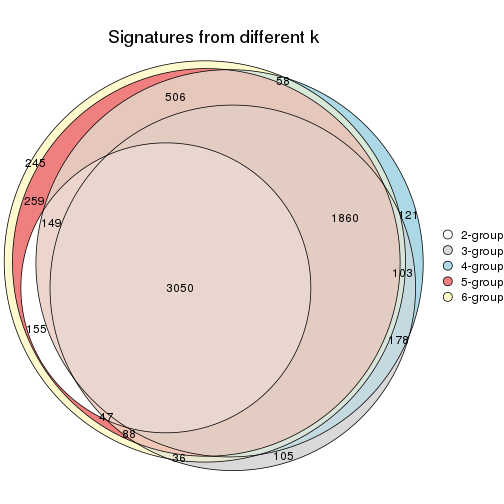 Signatures from different k
58
506
245
259
149
1860
121
103
3050
178
155
47
88
36
105
2-group
3-group
4-group
5-group
6-group